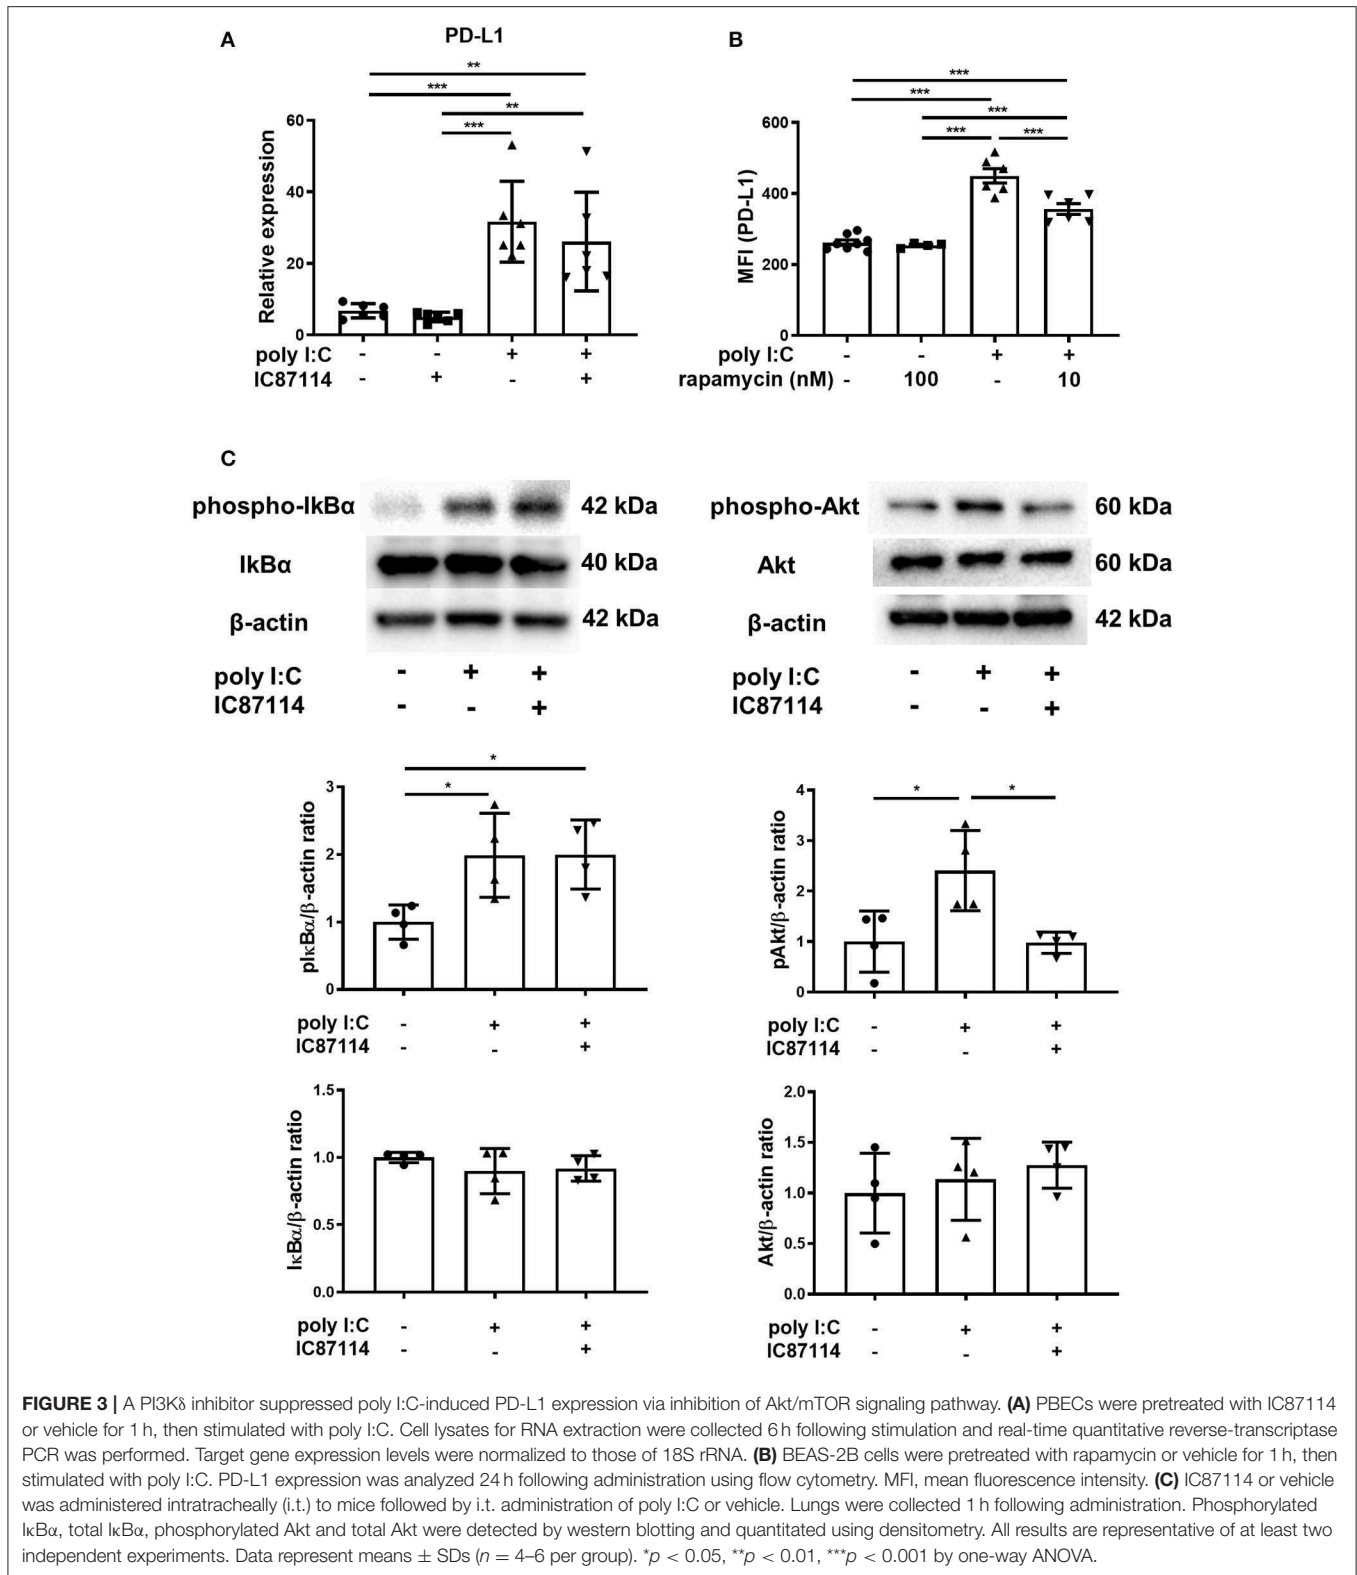 A
PD-L1
**
***
**
***
Relative expression
60
40
20
0
poly I:C - - + +
IC87114 - + - +
B
***
***
***
*** ***
MFI (PD-L1)
600
400
200
0
poly I:C - - + +
rapamycin (nM) - 100 - 10
C
phospho-IkBα 42 kDa
IkBα 40 kDa
β-actin 42 kDa
poly I:C - + +
IC87114 - - +
phospho-Akt 60 kDa
Akt 60 kDa
β-actin 42 kDa
poly I:C - + +
IC87114 - - +
*
*
pIκBα/β-actin ratio
3
2
1
0
poly I:C - + +
IC87114 - - +
* *
pAkt/β-actin ratio
4
3
2
1
0
poly I:C - + +
IC87114 - - +
IκBα/β-actin ratio
1.5
1.0
0.5
0.0
poly I:C - + +
IC87114 - - +
Akt/β-actin ratio
2.0
1.5
1.0
0.5
0.0
poly I:C - + +
IC87114 - - +
FIGURE 3 | A PI3Kδ inhibitor suppressed poly I:C-induced PD-L1 expression via inhibition of Akt/mTOR signaling pathway. (A) PBECs were pretreated with IC87114
or vehicle for 1 h, then stimulated with poly I:C. Cell lysates for RNA extraction were collected 6 h following stimulation and real-time quantitative reverse-transcriptase
PCR was performed. Target gene expression levels were normalized to those of 18S rRNA. (B) BEAS-2B cells were pretreated with rapamycin or vehicle for 1 h, then
stimulated with poly I:C. PD-L1 expression was analyzed 24 h following administration using flow cytometry. MFI, mean fluorescence intensity. (C) IC87114 or vehicle
was administered intratracheally (i.t.) to mice followed by i.t. administration of poly I:C or vehicle. Lungs were collected 1 h following administration. Phosphorylated
IκBα, total IκBα, phosphorylated Akt and total Akt were detected by western blotting and quantitated using densitometry. All results are representative of at least two
independent experiments. Data represent means ± SDs (n = 4–6 per group). *p < 0.05, **p < 0.01, ***p < 0.001 by one-way ANOVA.